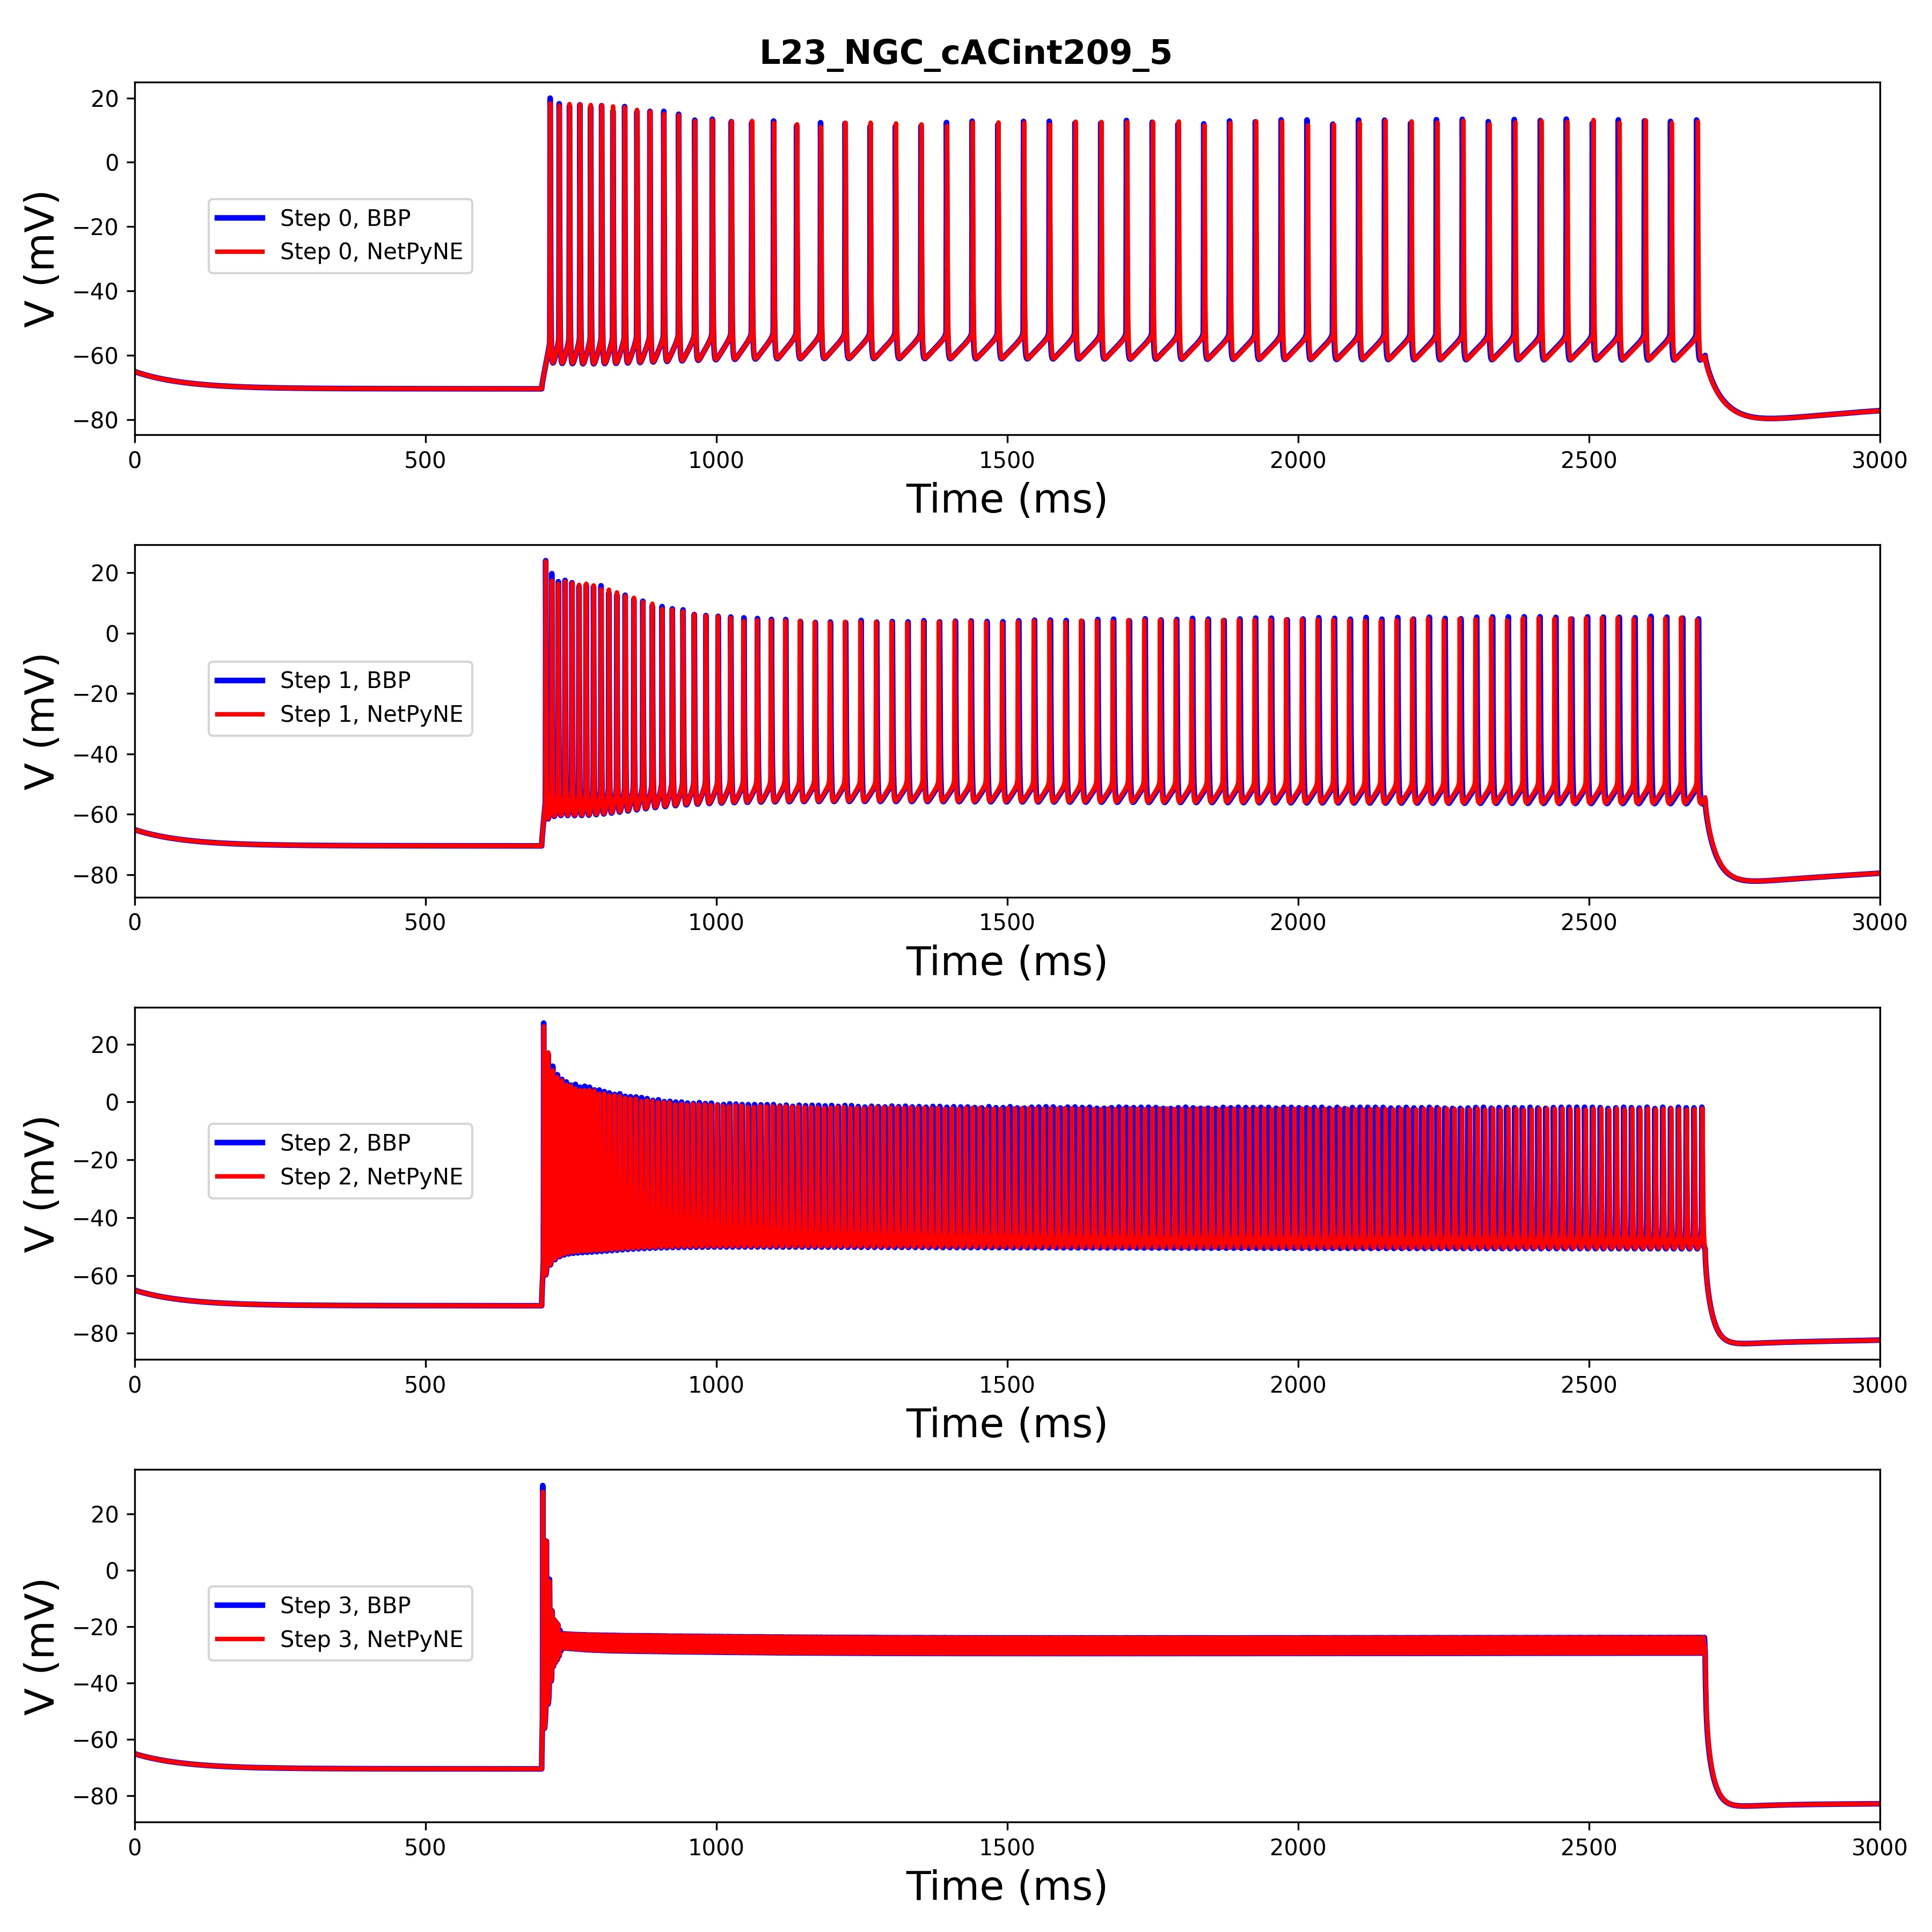 L23_NGC_cACint209_5
20
0
−20
−40
−60
−80
V (mV)
Step 0, BBP
Step 0, NetPyNE
0 500 1000 1500 2000 2500 3000
Time (ms)
20
0
−20
−40
−60
−80
V (mV)
Step 1, BBP
Step 1, NetPyNE
0 500 1000 1500 2000 2500 3000
Time (ms)
20
0
−20
−40
−60
−80
V (mV)
Step 2, BBP
Step 2, NetPyNE
0 500 1000 1500 2000 2500 3000
Time (ms)
20
0
−20
−40
−60
−80
V (mV)
Step 3, BBP
Step 3, NetPyNE
0 500 1000 1500 2000 2500 3000
Time (ms)